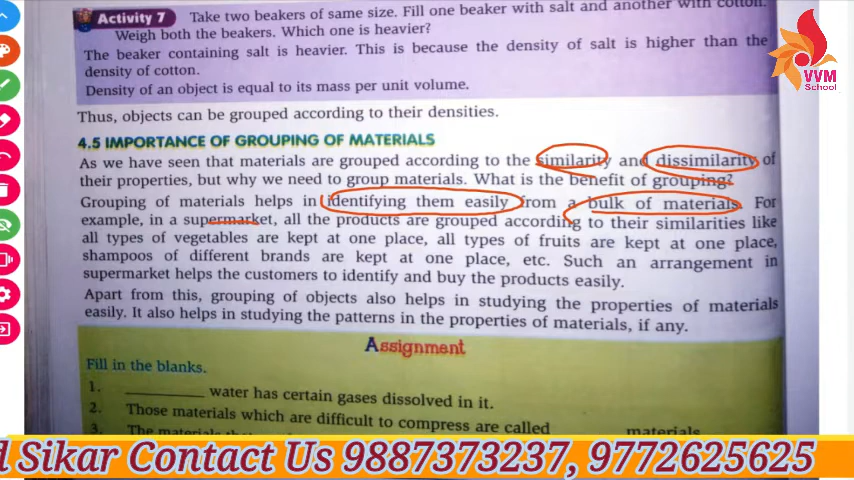 Activity 7 Take two beakers of same size. Fill one beaker with salt and another with cotton.
Weigh both the beakers. Which one is heavier?
The beaker containing salt is heavier. This is because the density of salt is higher than the
density of cotton.
Density of an object is equal to its mass per unit volume.
VVM
School
Thus, objects can be grouped according to their densities.
4.5 IMPORTANCE OF GROUPING OF MATERIALS
As we have seen that materials are grouped according to the similarity and dissimilarity of
their properties, but why we need to group materials. What is the benefit of grouping?
Grouping of materials helps in identifying them easily from a bulk of materials. For
example, in a supermarket, all the products are grouped according to their similarities like
all types of vegetables are kept at one place, all types of fruits are kept at one place,
shampoos of different brands are kept at one place, etc. Such an arrangement in
supermarket helps the customers to identify and buy the products easily.
Apart from this, grouping of objects also helps in studying the properties of materials
easily. It also helps in studying the patterns in the properties of materials, if any.
Assignment
Fill in the blanks.
1. ________ water has certain gases dissolved in it.
2. Those materials which are difficult to compress are called ________ materials
3. The materials
d Sikar Contact Us 9887373237, 9772625625